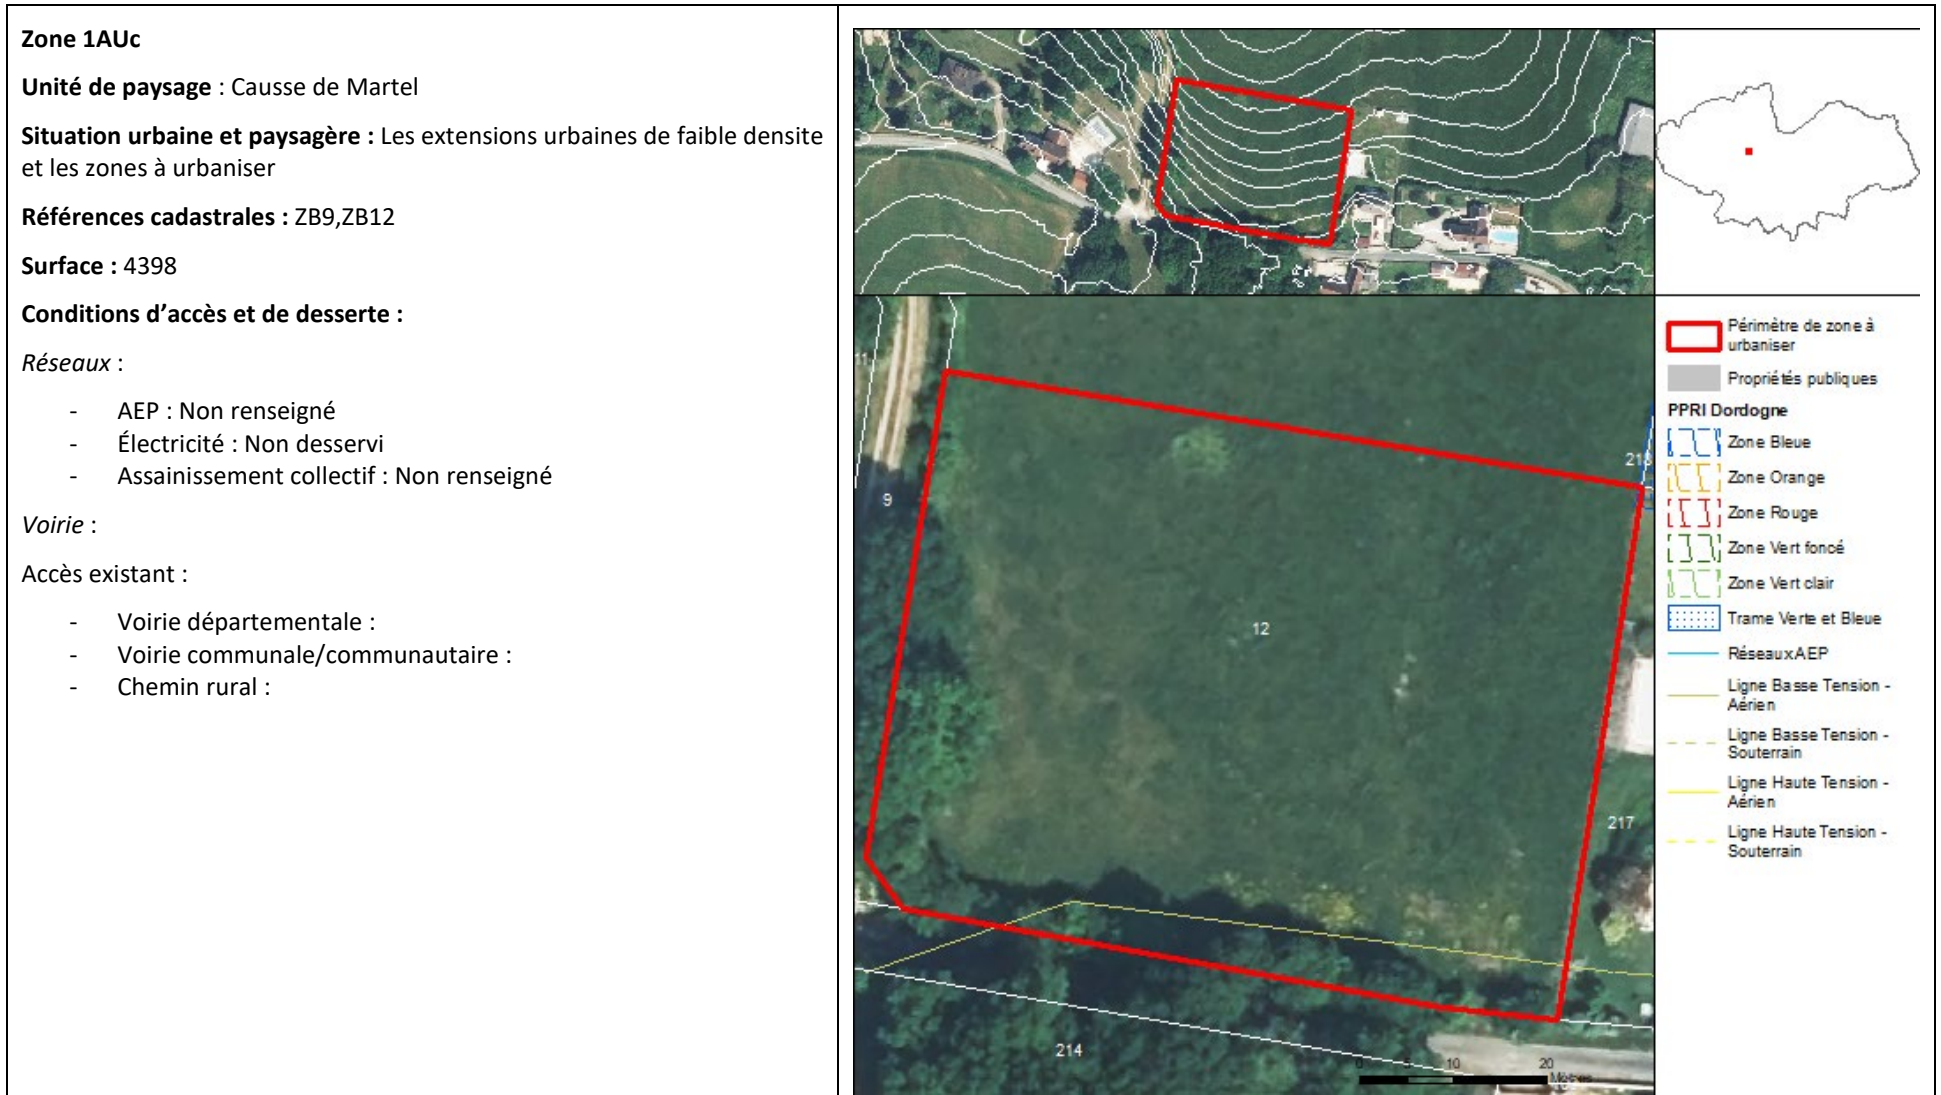 Zone 1AUc
Unité de paysage : Causse de Martel
Situation urbaine et paysagère : Les extensions urbaines de faible densite
et les zones à urbaniser
Références cadastrales : ZB9,ZB12
Surface : 4398
Conditions d’accès et de desserte :
Réseaux :
- AEP : Non renseigné
- Électricité : Non desservi
- Assainissement collectif : Non renseigné
Voirie :
Accès existant :
- Voirie départementale :
- Voirie communale/communautaire :
- Chemin rural :
11
9
12
218
217
214
10
20
Périmètre de zone à
urbaniser
Propriétés publiques
PPRI Dordogne
Zone Bleue
Zone Orange
Zone Rouge
Zone Vert foncé
Zone Vert clair
Trame Verte et Bleue
Réseaux AEP
Ligne Basse Tension -
Aérien
Ligne Basse Tension -
Souterrain
Ligne Haute Tension -
Aérien
Ligne Haute Tension -
Souterrain